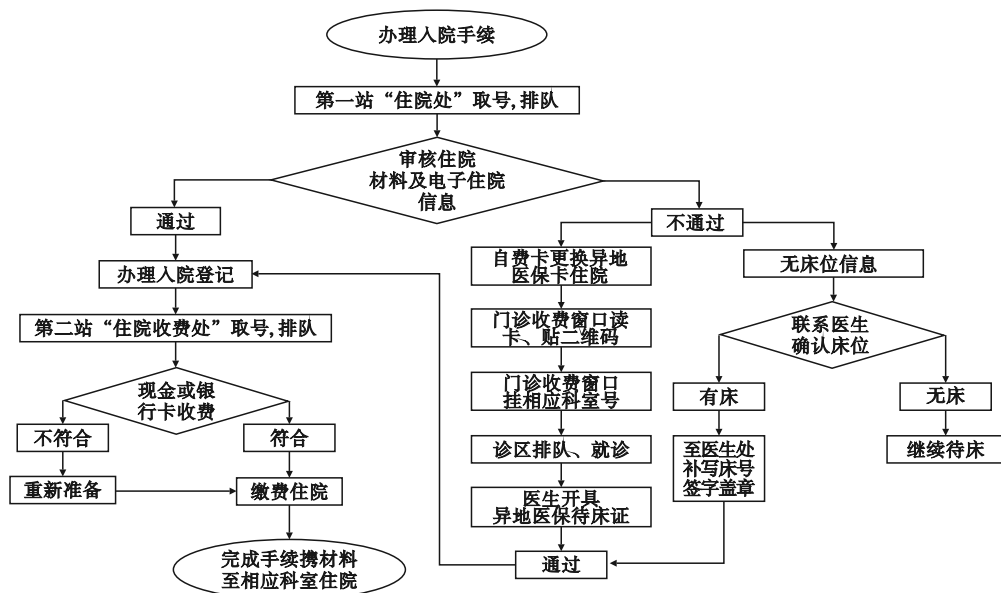 办理入院手续
第一站“住院处”取号,排队
审核住院
材料及电子住院
信息
通过
不通过
办理入院登记
自费卡更换异地
医保卡住院
无床位信息
第二站“住院收费处”取号,排队
门诊收费窗口读
卡、贴二维码
联系医生
确认床位
现金或银
行卡收费
门诊收费窗口
挂相应科室号
有床
无床
不符合
符合
诊区排队、就诊
至医生处
补写床号
签字盖章
继续待床
重新准备
缴费住院
医生开具
异地医保待床证
完成手续携材料
至相应科室住院
通过